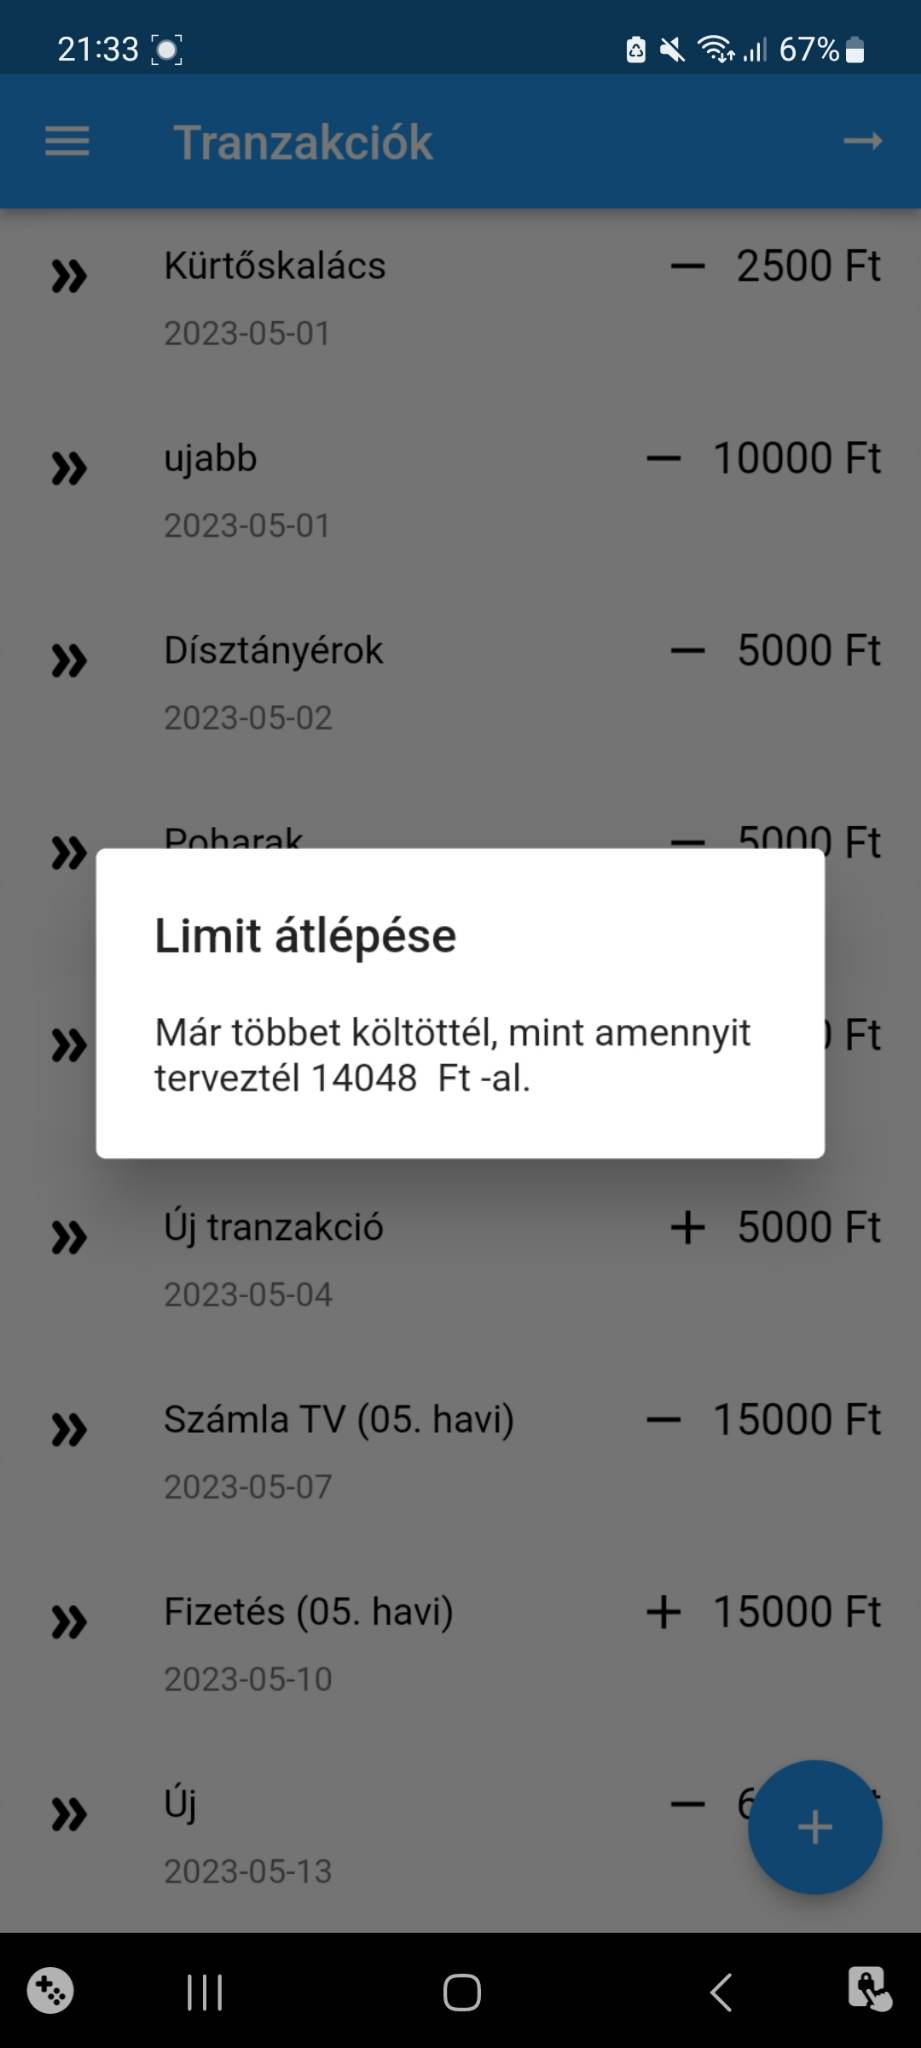 21:33 67%
Tranzakciók
Kürtőskalács — 2500 Ft
2023-05-01
ujabb — 10000 Ft
2023-05-01
Dísztányérok — 5000 Ft
2023-05-02
Poharak — 5000 Ft
Limit átlépése
Már többet költöttél, mint amennyit
terveztél 14048  Ft -al.
Ft
Új tranzakció + 5000 Ft
2023-05-04
Számla TV (05. havi) — 15000 Ft
2023-05-07
Fizetés (05. havi) + 15000 Ft
2023-05-10
Új —
2023-05-13